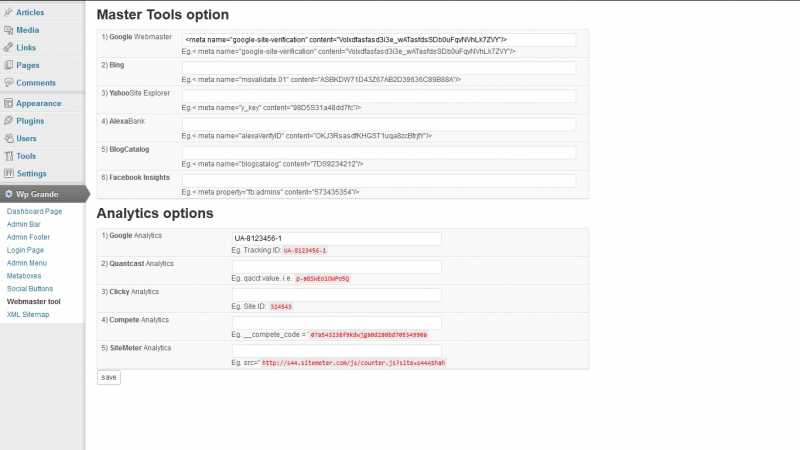 Articles
Media
Links
Pages
Comments
Appearance
Plugins
Users
Tools
Settings
Wp Grande
Dashboard Page
Admin Bar
Admin Footer
Login Page
Admin Menu
Metaboxes
Social Buttons
Webmaster tool
XML Sitemap
Master Tools option
1) Google Webmaster
<meta name="google-site-verification" content="Volxdfasfasd3i3e_wATasfdsSDb0uFqvNVhLk7ZVY"/>
Eg.< meta name="google-site-verification" content="Volxdfasfasd3i3e_wATasfdsSDb0uFqvNVhLk7ZVY"/>
2) Bing
Eg.< meta name="msvalidate.01" content="ASBKDW71D43Z67AB2D39636C89B88A"/>
3) YahooSite Explorer
Eg.< meta name="y_key" content="98D5S31a48dd7fc"/>
4) AlexaBank
Eg.< meta name="alexaVerifyID" content="OKJ3RsasdfKHGST1uqa8zcBfrjfY"/>
5) BlogCatalog
Eg.< meta name="blogcatalog" content="7DS9234212"/>
6) Facebook Insights
Eg.< meta property="fb:admins" content="573435354"/>
Analytics options
1) Google Analytics
UA-8123456-1
Eg. Tracking ID: UA-8123456-1
2) Quantcast Analytics
Eg. qacct value. i.e.
3) Clicky Analytics
Eg. Site ID: 324643
4) Compete Analytics
Eg. __compete_code = '
5) SiteMeter Analytics
Eg. src="http://s44.sitemeter.com/js/counter.js?site=s444$hah
save